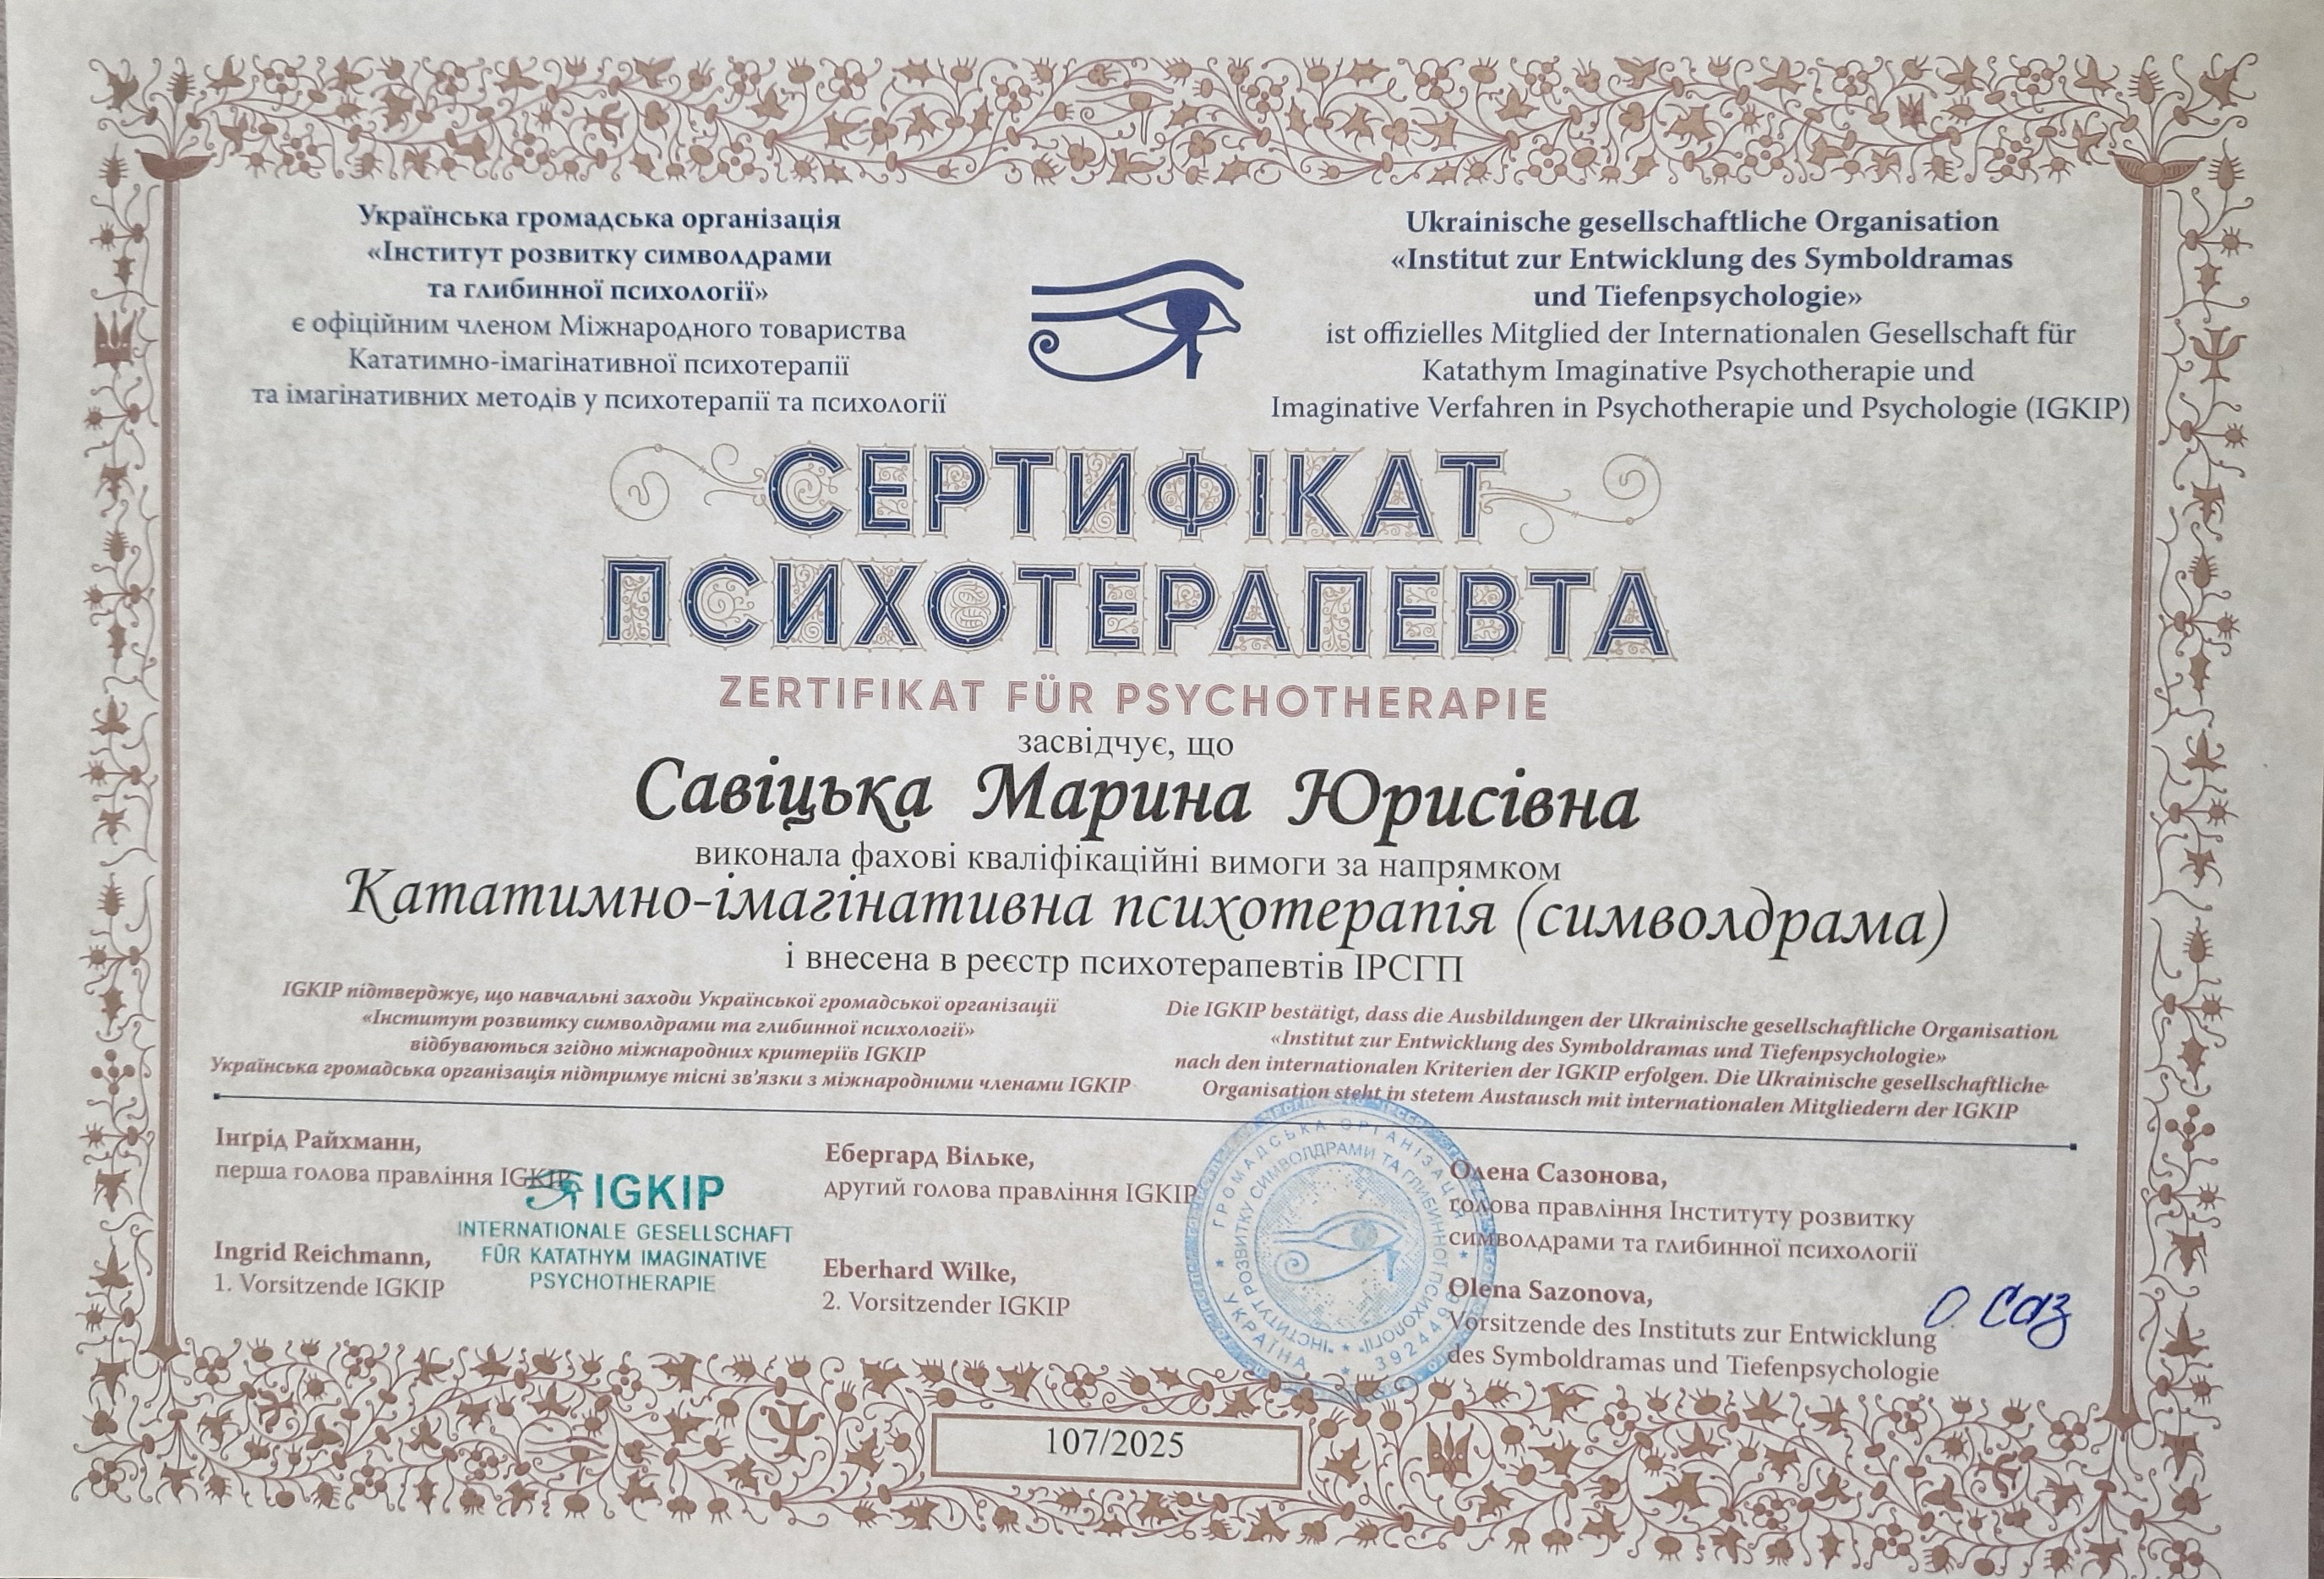 Українська громадська організація
«Інститут розвитку символдрами
та глибинної психології»
є офіційним членом Міжнародного товариства
Кататимно-імагінативної психотерапії
та імагінативних методів у психотерапії та психології
Ukrainische gesellschaftliche Organisation
«Institut zur Entwicklung des Symboldramas
und Tiefenpsychologie»
ist offizielles Mitglied der Internationalen Gesellschaft für
Katathym Imaginative Psychotherapie und
Imaginative Verfahren in Psychotherapie und Psychologie (IGKIP)
СЕРТИФІКАТ
ПСИХОТЕРАПЕВТА
ZERTIFIKAT FÜR PSYCHOTHERAPIE
засвідчує, що
Савіцька Марина Юрисівна
виконала фахові кваліфікаційні вимоги за напрямком
Кататимно-імагінативна психотерапія (символдрама)
і внесена в реєстр психотерапевтів ІРСГП
IGKIP підтверджує, що навчальні заходи Української громадської організації
«Інститут розвитку символдрами та глибинної психології»
відбуваються згідно міжнародних критеріїв IGKIP
Українська громадська організація підтримує тісні зв'язки з міжнародними членами IGKIP
Die IGKIP bestätigt, dass die Ausbildungen der Ukrainische gesellschaftliche Organisation
«Institut zur Entwicklung des Symboldramas und Tiefenpsychologie»
nach den internationalen Kriterien der IGKIP erfolgen. Die Ukrainische gesellschaftliche
Organisation steht in stetem Austausch mit internationalen Mitgliedern der IGKIP
Інґрід Райхманн,
перша голова правління IGKIP
Ingrid Reichmann,
1. Vorsitzende IGKIP
IGKIP
INTERNATIONALE GESELLSCHAFT
FÜR KATATHYM IMAGINATIVE
PSYCHOTHERAPIE
Ебергард Вільке,
другий голова правління IGKIP
Eberhard Wilke,
2. Vorsitzender IGKIP
ГРОМАДСЬКА ОРГАНІЗАЦІЯ
«ІНСТИТУТ РОЗВИТКУ СИМВОЛДРАМИ ТА ГЛИБИННОЇ ПСИХОЛОГІЇ»
УКРАЇНА
Олена Сазонова,
голова правління Інституту розвитку
символдрами та глибинної психології
Olena Sazonova,
Vorsitzende des Instituts zur Entwicklung
des Symboldramas und Tiefenpsychologie
О Саз
107/2025